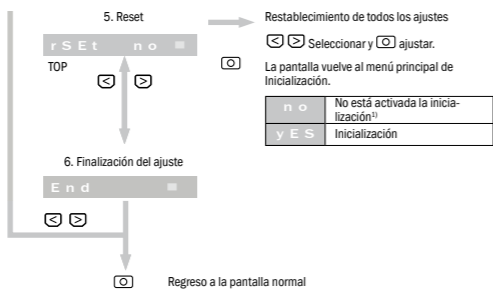 5. Reset
rSEt no
TOP
Restablecimiento de todos los ajustes
Seleccionar y ajustar.
La pantalla vuelve al menú principal de
Inicialización.
no No está activada la inicia-
lización1)
yES Inicialización
6. Finalización del ajuste
End
Regreso a la pantalla normal